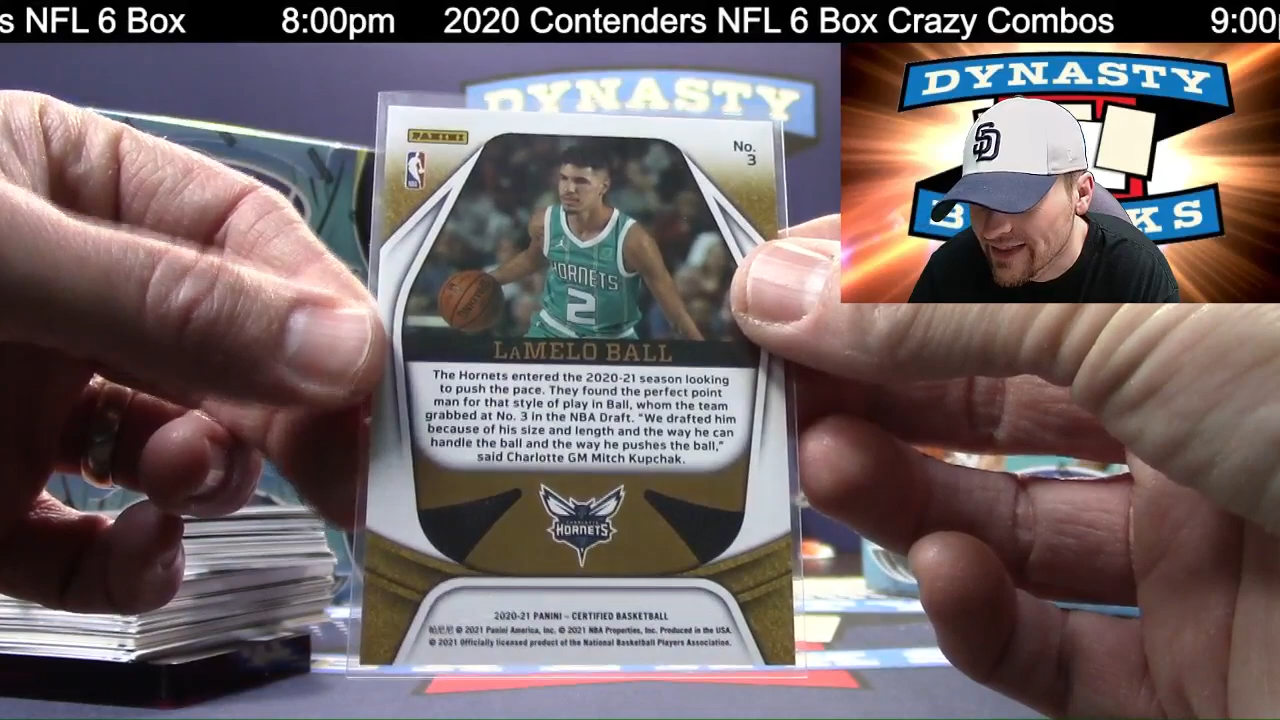 s NFL 6 Box 8:00pm 2020 Contenders NFL 6 Box Crazy Combos 9:00
DYNASTY
DYNASTY
SD
B KS
PANINI
No.
3
HORNETS
2
LAMELO BALL
The Hornets entered the 2020-21 season looking
to push the pace. They found the perfect point
man for that style of play in Ball, whom the team
grabbed at No. 3 in the NBA Draft. "We drafted him
because of his size and length and the way he can
handle the ball and the way he pushes the ball,"
said Charlotte GM Mitch Kupchak.
CHARLOTTE
HORNETS
2020-21 PANINI – CERTIFIED BASKETBALL
© 2021 Panini America, Inc. © 2021 NBA Properties, Inc. Produced in the USA.
© 2021 Officially licensed product of the National Basketball Players Association.